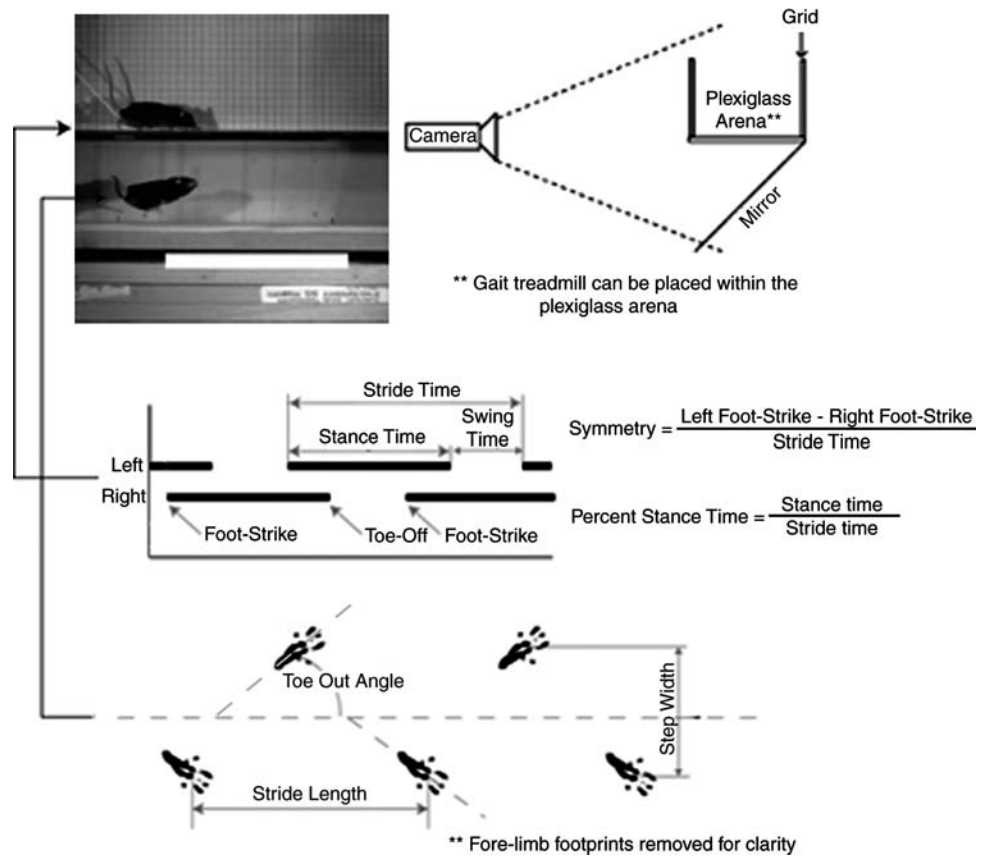 Grid
Plexiglass
Arena**
Camera
Mirror
** Gait treadmill can be placed within the
plexiglass arena
Stride Time
Swing
Time
Stance Time
Left
Right
Foot-Strike
Toe-Off
Foot-Strike
Symmetry = Left Foot-Strike - Right Foot-Strike
Stride Time
Percent Stance Time = Stance time
Stride time
Toe Out Angle
Step Width
Stride Length
** Fore-limb footprints removed for clarity